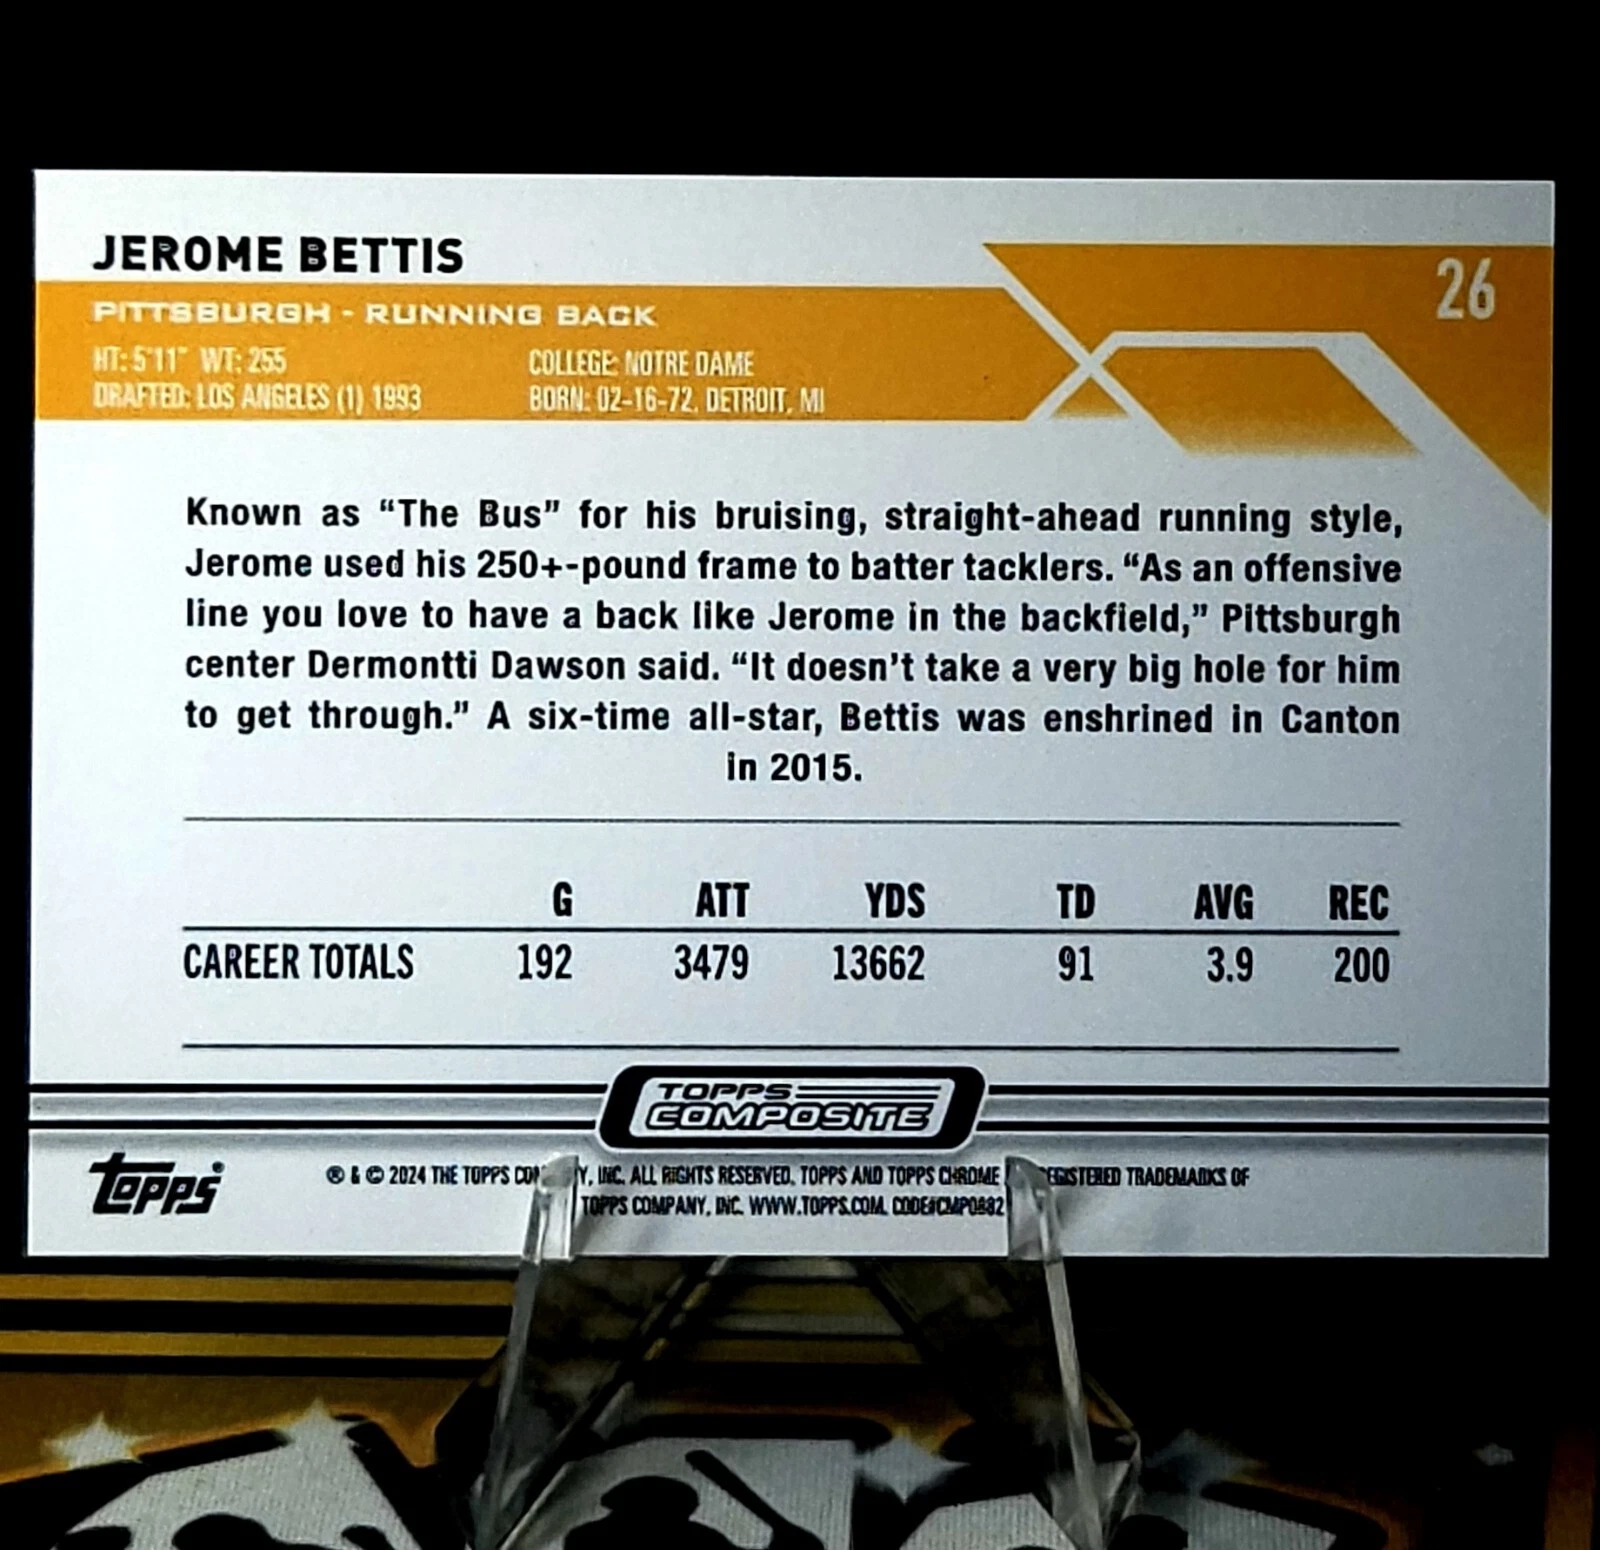 JEROME BETTIS
26
PITTSBURGH - RUNNING BACK
HT: 5'11" WT: 255
COLLEGE: NOTRE DAME
DRAFTED: LOS ANGELES (1) 1993
BORN: 02-16-72, DETROIT, MI
Known as “The Bus” for his bruising, straight-ahead running style,
Jerome used his 250+-pound frame to batter tacklers. “As an offensive
line you love to have a back like Jerome in the backfield,” Pittsburgh
center Dermontti Dawson said. “It doesn't take a very big hole for him
to get through.” A six-time all-star, Bettis was enshrined in Canton
in 2015.
G ATT YDS TD AVG REC
CAREER TOTALS 192 3479 13662 91 3.9 200
TOPPS
COMPOSITE
topps
® & © 2024 THE TOPPS INC. ALL RIGHTS RESERVED. TOPPS AND TOPPS CHROME TRADEMARKS OF
TOPPS COMPANY, INC. WWW.TOPPS.COM.